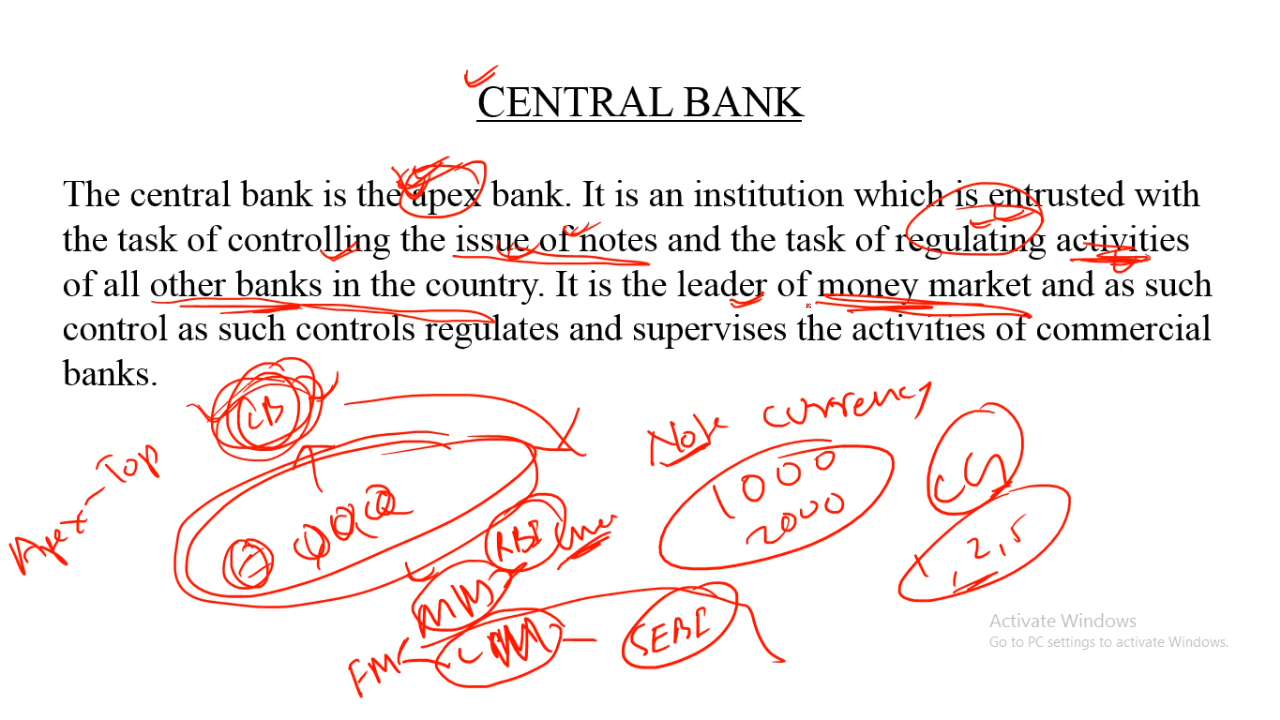 CENTRAL BANK
The central bank is the apex bank. It is an institution which is entrusted with
the task of controlling the issue of notes and the task of regulating activities
of all other banks in the country. It is the leader of money market and as such
control as such controls regulates and supervises the activities of commercial
banks.
CB
Apex - Top
Note currency
1000
2000
CG
1, 2, 5
RBI
MM
FM
SEBI
Activate Windows
Go to PC settings to activate Windows.